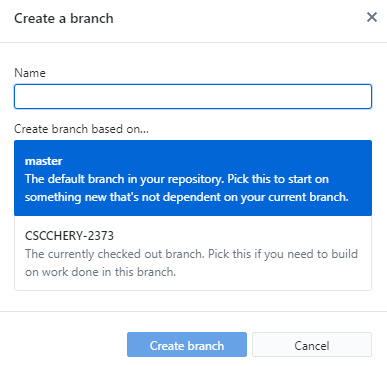 Create a branch
Name
Create branch based on...
master
The default branch in your repository. Pick this to start on
something new that's not dependent on your current branch.
CSCCHERY-2373
The currently checked out branch. Pick this if you need to build
on work done in this branch.
Create branch
Cancel